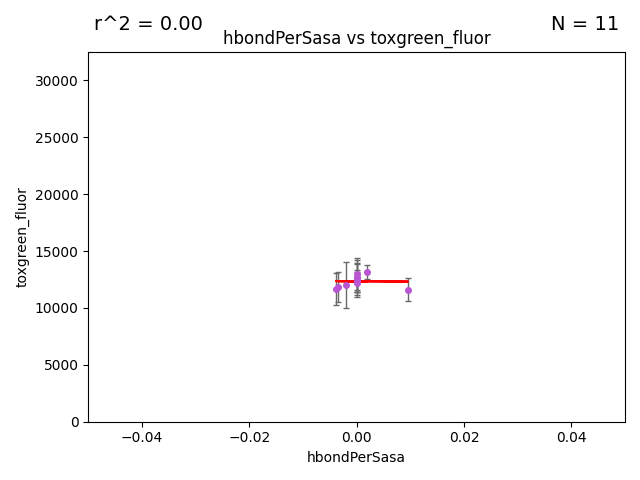 r^2 = 0.00
N = 11
hbondPerSasa vs toxgreen_fluor
30000
25000
20000
15000
10000
5000
0
toxgreen_fluor
−0.04
−0.02
0.00
0.02
0.04
hbondPerSasa